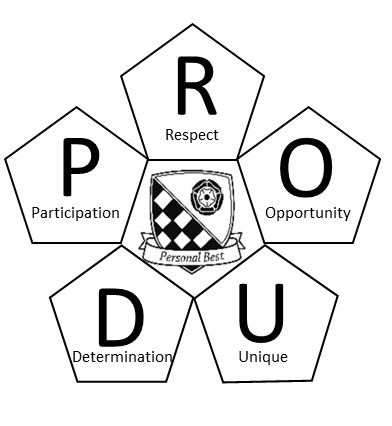 P
Participation
R
Respect
O
Opportunity
U
Unique
D
Determination
Personal Best